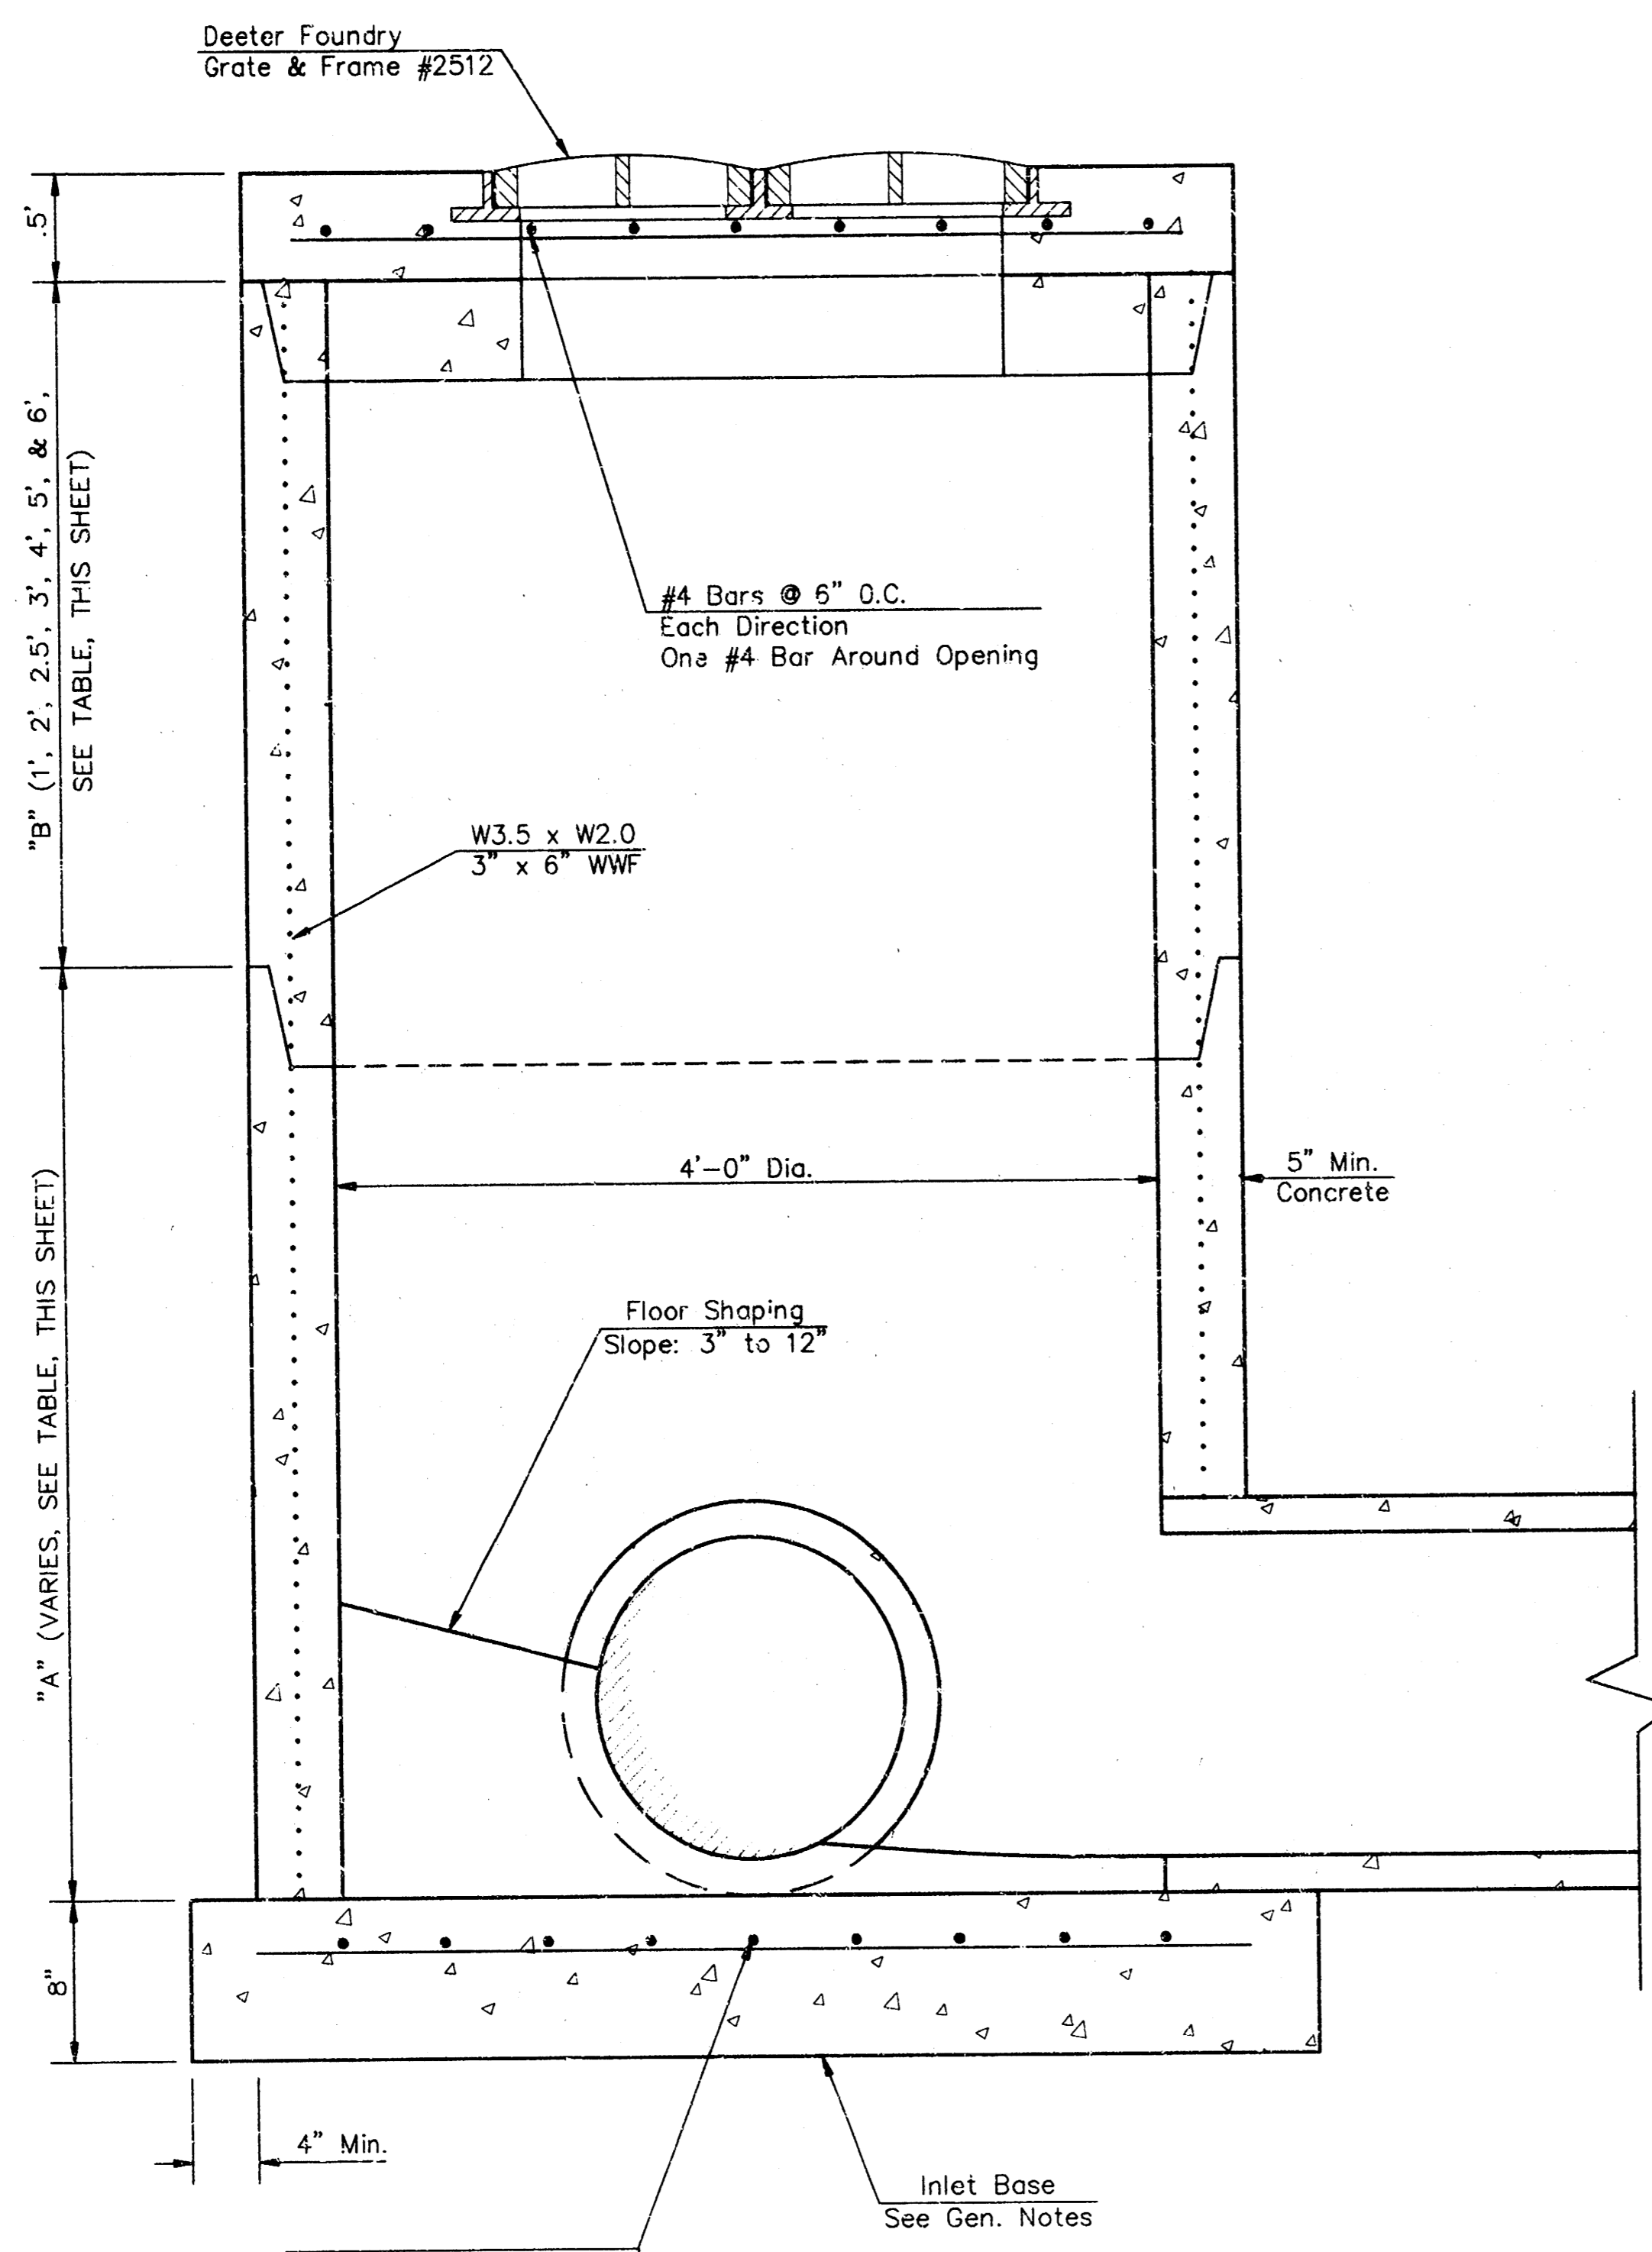 Deeter Foundry
Grate & Frame #2512
.5'
"B" (1', 2', 2.5', 3', 4', 5', & 6',
SEE TABLE, THIS SHEET)
#4 Bars @ 6" O.C.
Each Direction
One #4 Bar Around Opening
W3.5 x W2.0
3" x 6" WWF
4'-0" Dia.
5" Min.
Concrete
"A" (VARIES, SEE TABLE, THIS SHEET)
Floor Shaping
Slope: 3" to 12"
8"
4" Min.
Inlet Base
See Gen. Notes